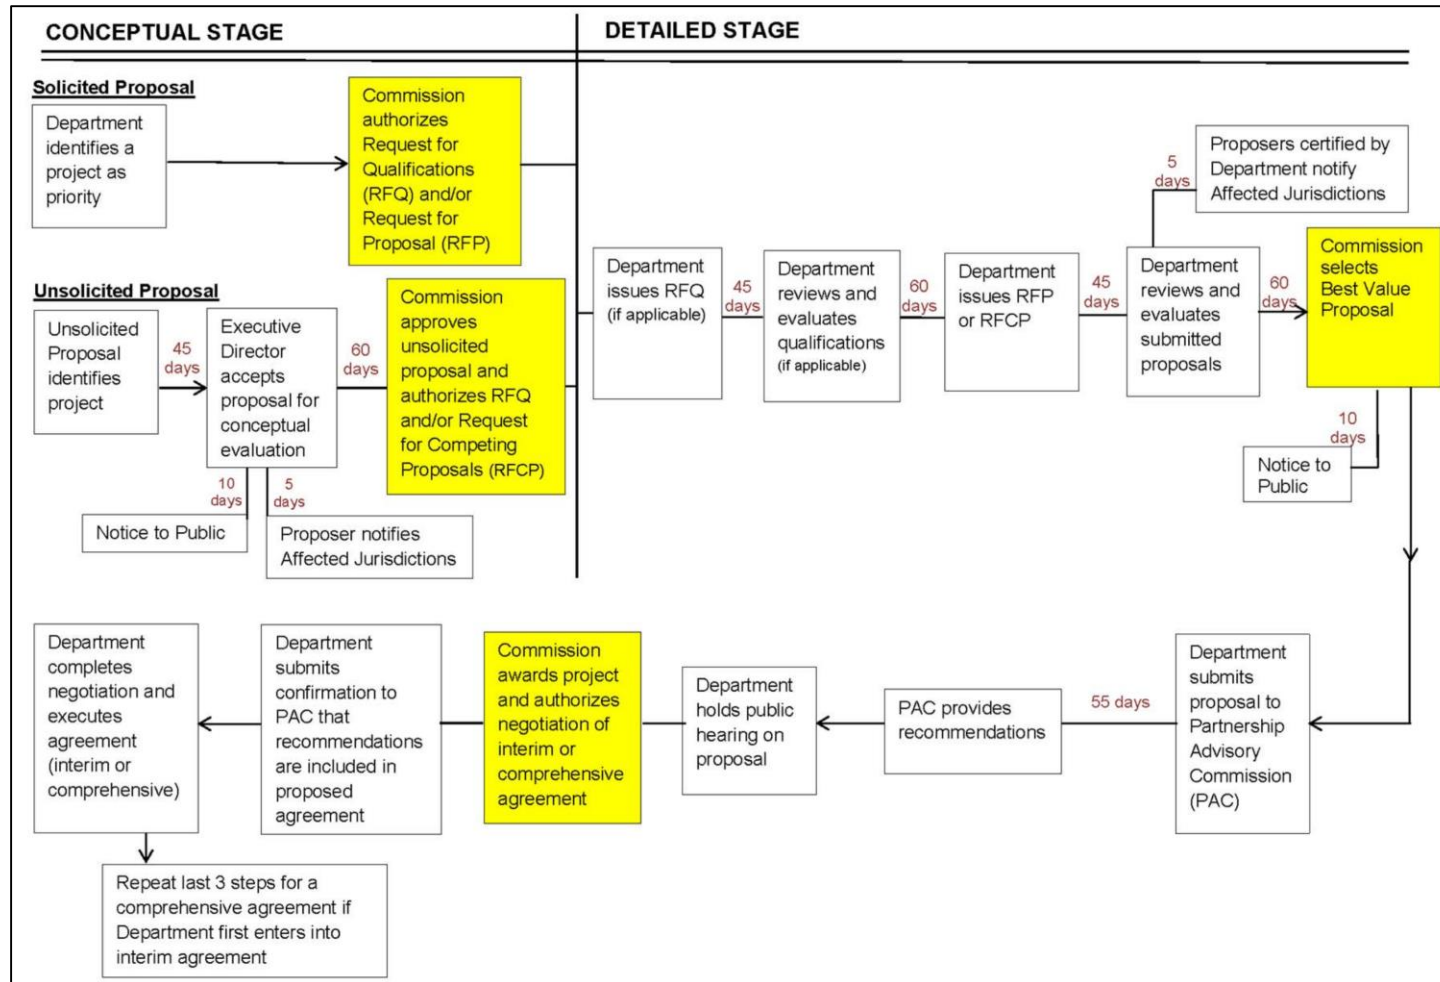 CONCEPTUAL STAGE
DETAILED STAGE
Solicited Proposal
Department
identifies a
project as
priority
Commission
authorizes
Request for
Qualifications
(RFQ) and/or
Request for
Proposal (RFP)
Unsolicited Proposal
Unsolicited
Proposal
identifies
project
45
days
Executive
Director
accepts
proposal for
conceptual
evaluation
60
days
Commission
approves
unsolicited
proposal and
authorizes RFQ
and/or Request
for Competing
Proposals (RFCP)
10
days
5
days
Notice to Public
Proposer notifies
Affected Jurisdictions
Department
issues RFQ
(if applicable)
45
days
Department
reviews and
evaluates
qualifications
(if applicable)
60
days
Department
issues RFP
or RFCP
45
days
Department
reviews and
evaluates
submitted
proposals
5
days
Proposers certified by
Department notify
Affected Jurisdictions
60
days
Commission
selects
Best Value
Proposal
10
days
Notice to
Public
Department
submits
proposal to
Partnership
Advisory
Commission
(PAC)
55 days
PAC provides
recommendations
Department
holds public
hearing on
proposal
Commission
awards project
and authorizes
negotiation of
interim or
comprehensive
agreement
Department
submits
confirmation to
PAC that
recommendations
are included in
proposed
agreement
Department
completes
negotiation and
executes
agreement
(interim or
comprehensive)
Repeat last 3 steps for a
comprehensive agreement if
Department first enters into
interim agreement